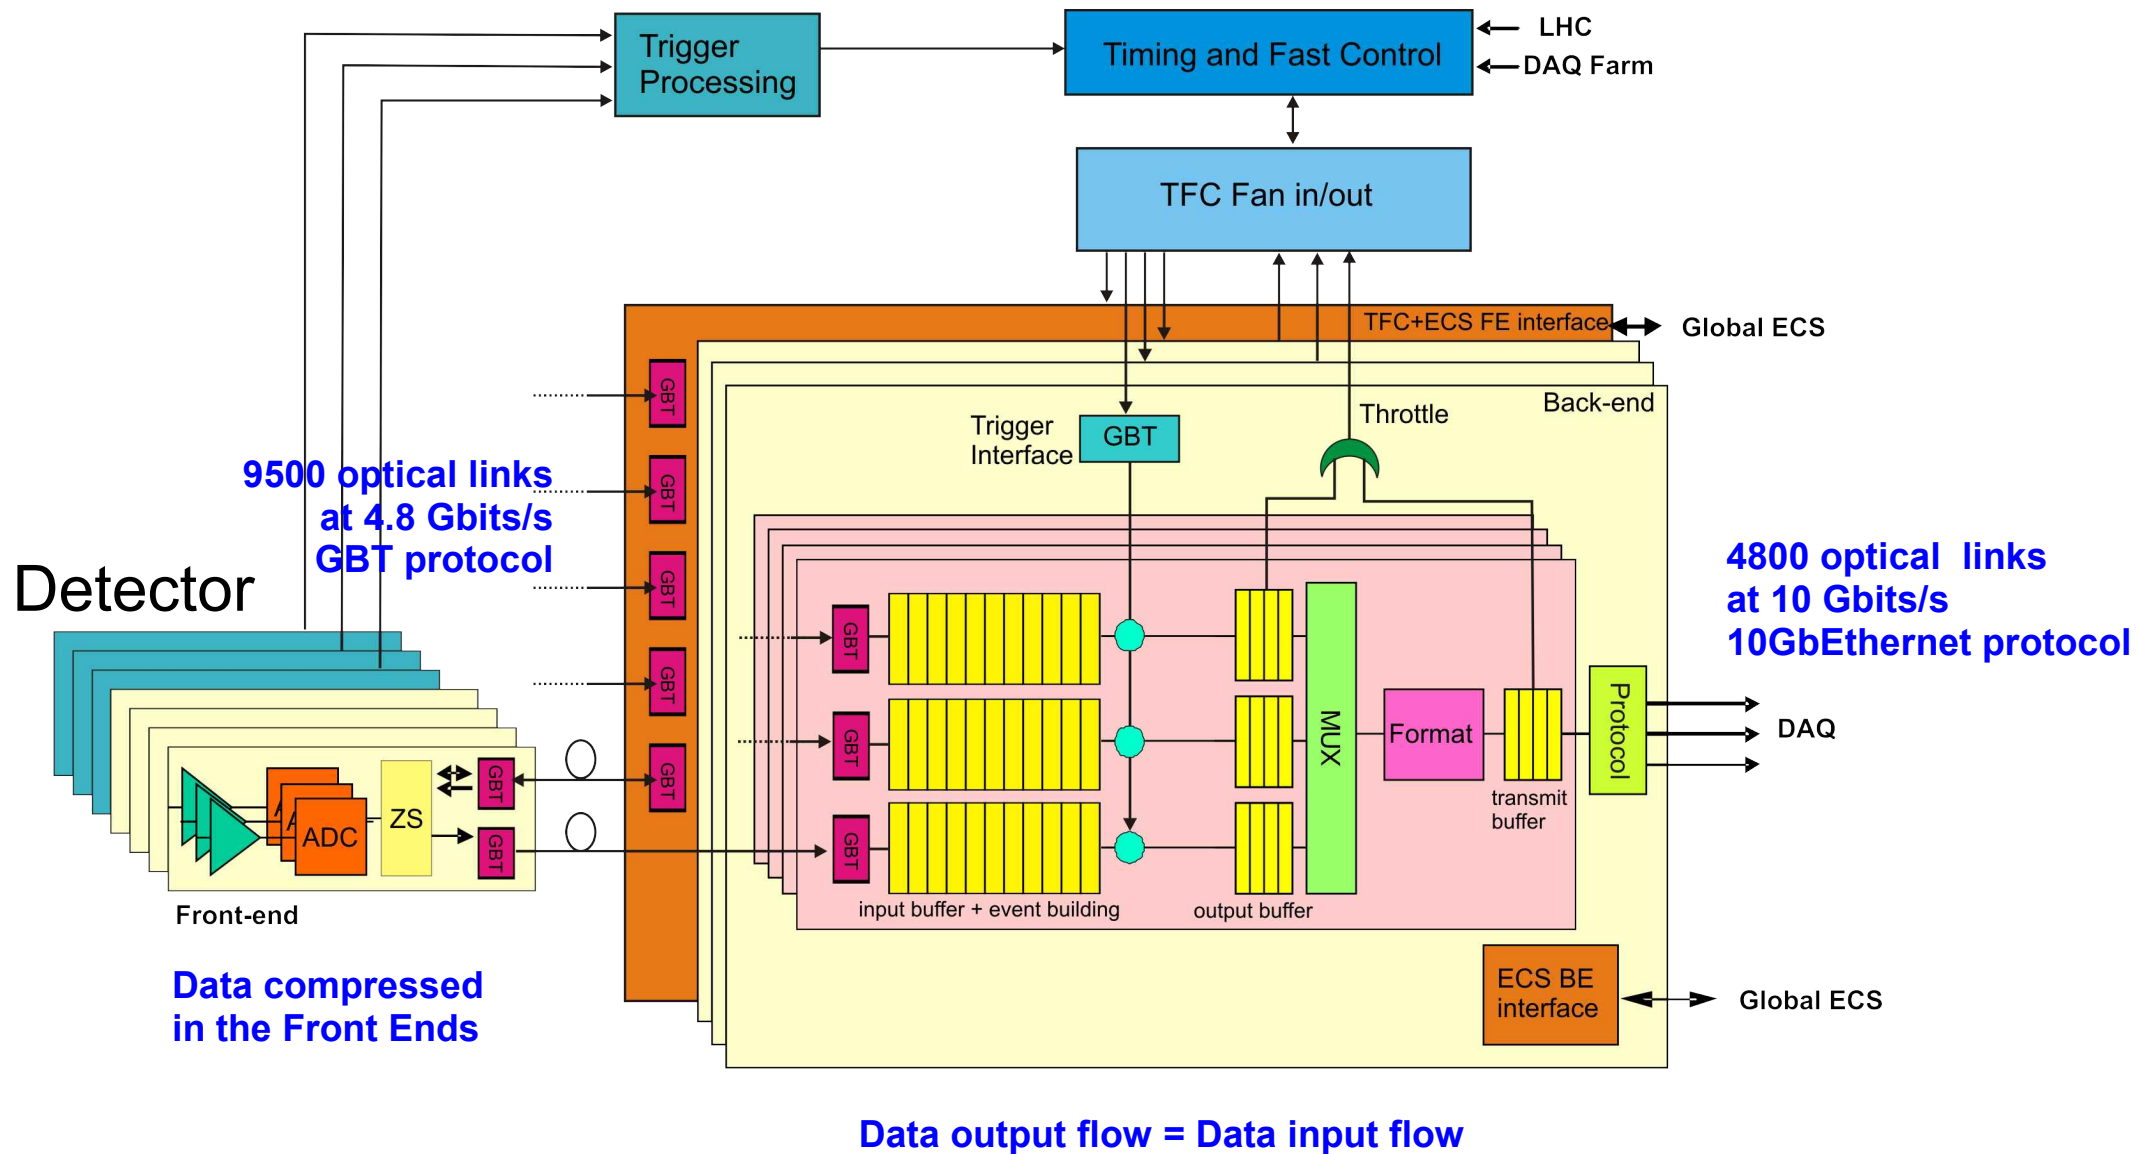 Trigger
Processing
Timing and Fast Control
LHC
DAQ Farm
TFC Fan in/out
TFC+ECS FE interface
Global ECS
Back-end
GBT
GBT
GBT
GBT
GBT
Trigger
Interface
GBT
Throttle
9500 optical links
at 4.8 Gbits/s
GBT protocol
Detector
4800 optical  links
at 10 Gbits/s
10GbEthernet protocol
GBT
GBT
GBT
MUX
Format
Protocol
DAQ
transmit
buffer
A
A
ADC
ZS
GBT
GBT
Front-end
input buffer + event building
output buffer
Data compressed
in the Front Ends
ECS BE
interface
Global ECS
Data output flow = Data input flow